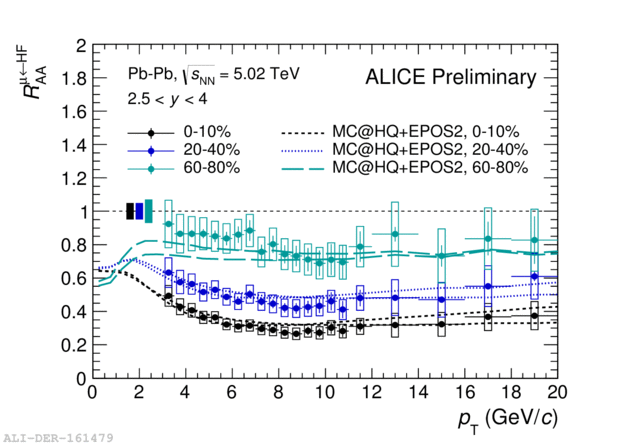 R_AA^μ←HF
2
1.8
1.6
1.4
1.2
1
0.8
0.6
0.4
0.2
0
Pb-Pb, √s_NN = 5.02 TeV
ALICE Preliminary
2.5 < y < 4
0-10% MC@HQ+EPOS2, 0-10%
20-40% MC@HQ+EPOS2, 20-40%
60-80% MC@HQ+EPOS2, 60-80%
0 2 4 6 8 10 12 14 16 18 20
p_T (GeV/c)
ALI-DER-161479